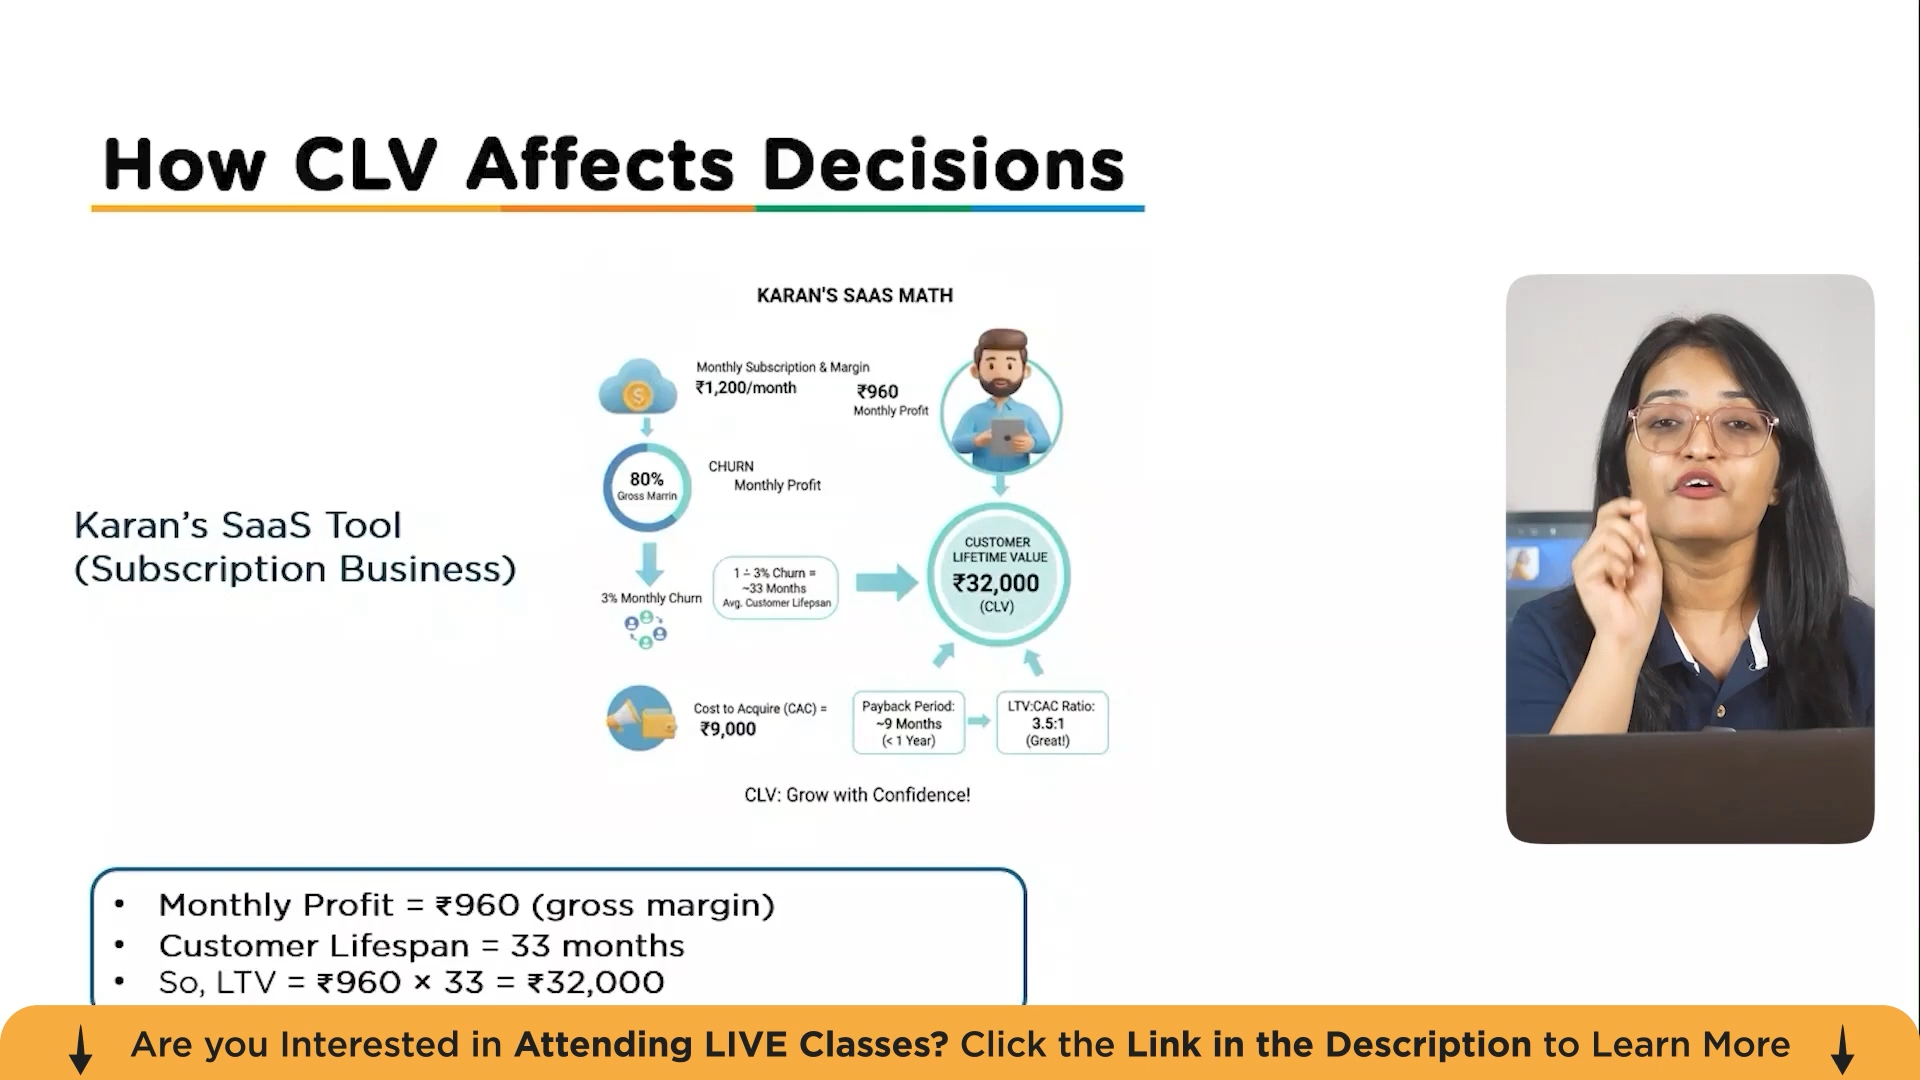 How CLV Affects Decisions
KARAN'S SAAS MATH
Monthly Subscription & Margin
₹1,200/month
₹960
Monthly Profit
80%
Gross Marrin
CHURN
Monthly Profit
Karan's SaaS Tool
(Subscription Business)
3% Monthly Churn
1 ∸ 3% Churn =
~33 Months
Avg. Customer Lifepsan
CUSTOMER
LIFETIME VALUE
₹32,000
(CLV)
Cost to Acquire (CAC) =
₹9,000
Payback Period:
~9 Months
(< 1 Year)
LTV:CAC Ratio:
3.5:1
(Great!)
CLV: Grow with Confidence!
• Monthly Profit = ₹960 (gross margin)
• Customer Lifespan = 33 months
• So, LTV = ₹960 × 33 = ₹32,000
Are you Interested in Attending LIVE Classes? Click the Link in the Description to Learn More